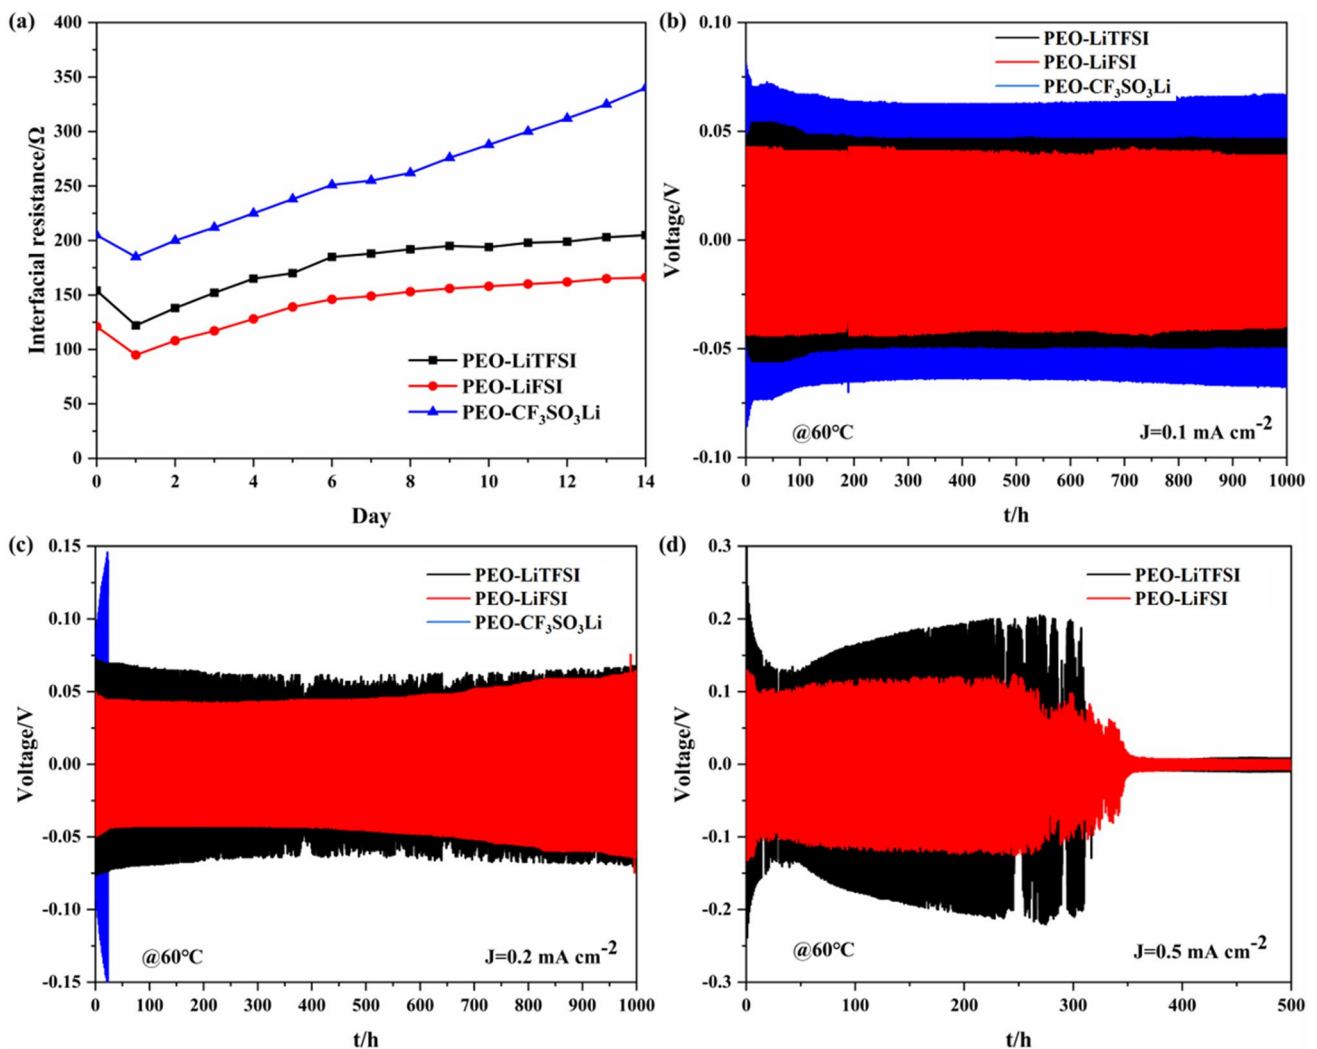 (a)
400
350
300
250
200
150
100
50
0
Interfacial resistance/Ω
PEO-LiTFSI
PEO-LiFSI
PEO-CF₃SO₃Li
0 2 4 6 8 10 12 14
Day
(b)
0.10
0.05
0.00
-0.05
-0.10
Voltage/V
PEO-LiTFSI
PEO-LiFSI
PEO-CF₃SO₃Li
@60°C J=0.1 mA cm⁻²
0 100 200 300 400 500 600 700 800 900 1000
t/h
(c)
0.15
0.10
0.05
0.00
-0.05
-0.10
-0.15
Voltage/V
PEO-LiTFSI
PEO-LiFSI
PEO-CF₃SO₃Li
@60°C J=0.2 mA cm⁻²
0 100 200 300 400 500 600 700 800 900 1000
t/h
(d)
0.3
0.2
0.1
0.0
-0.1
-0.2
-0.3
Voltage/V
PEO-LiTFSI
PEO-LiFSI
@60°C J=0.5 mA cm⁻²
0 100 200 300 400 500
t/h